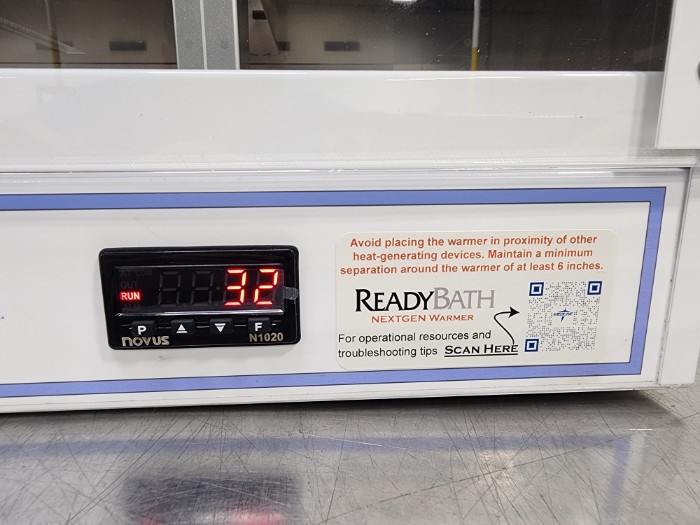 Avoid placing the warmer in proximity of other
heat-generating devices. Maintain a minimum
separation around the warmer of at least 6 inches.
32
RUN
P
F
novus
N1020
READYBATH
NEXTGEN WARMER
For operational resources and
troubleshooting tips SCAN HERE